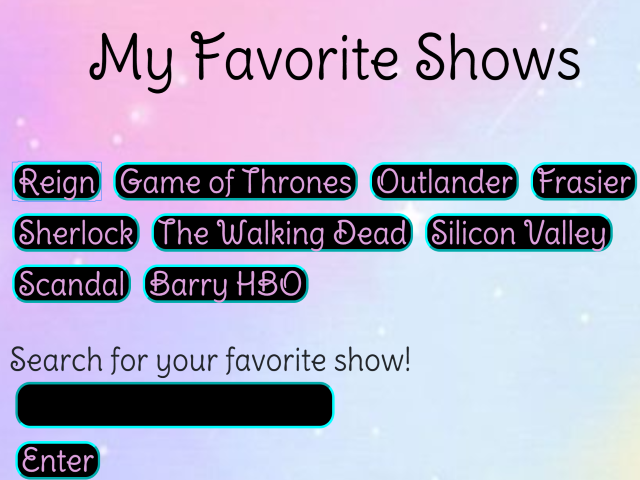 My Favorite Shows
Reign Game of Thrones Outlander Frasier
Sherlock The Walking Dead Silicon Valley
Scandal Barry HBO
Search for your favorite show!
Enter